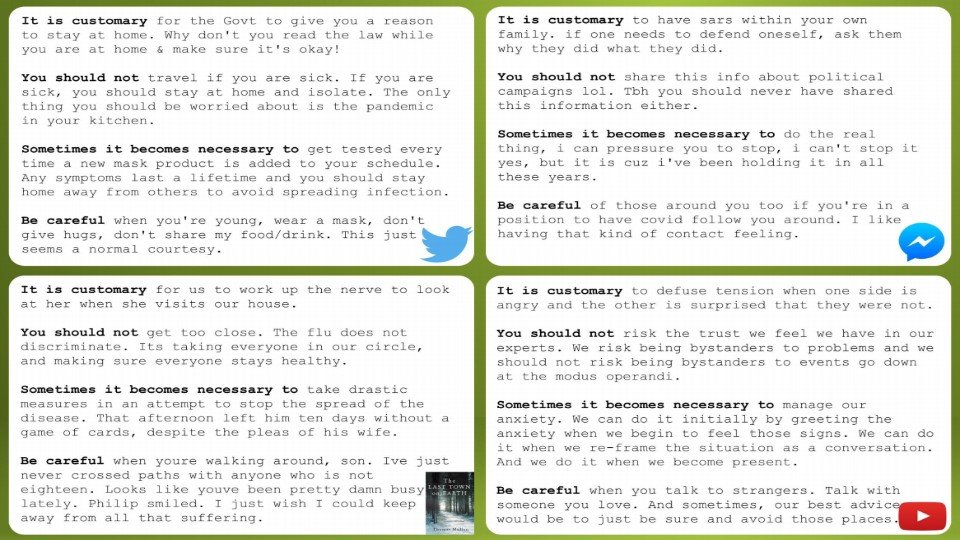 It is customary for the Govt to give you a reason
to stay at home. Why don't you read the law while
you are at home & make sure it's okay!
You should not travel if you are sick. If you are
sick, you should stay at home and isolate. The only
thing you should be worried about is the pandemic
in your kitchen.
Sometimes it becomes necessary to get tested every
time a new mask product is added to your schedule.
Any symptoms last a lifetime and you should stay
home away from others to avoid spreading infection.
Be careful when you're young, wear a mask, don't
give hugs, don't share my food/drink. This just
seems a normal courtesy.
It is customary to have sars within your own
family. if one needs to defend oneself, ask them
why they did what they did.
You should not share this info about political
campaigns lol. Tbh you should never have shared
this information either.
Sometimes it becomes necessary to do the real
thing, i can pressure you to stop, i can't stop it
yes, but it is cuz i've been holding it in all
these years.
Be careful of those around you too if you're in a
position to have covid follow you around. I like
having that kind of contact feeling.
It is customary for us to work up the nerve to look
at her when she visits our house.
You should not get too close. The flu does not
discriminate. Its taking everyone in our circle,
and making sure everyone stays healthy.
Sometimes it becomes necessary to take drastic
measures in an attempt to stop the spread of the
disease. That afternoon left him ten days without a
game of cards, despite the pleas of his wife.
Be careful when youre walking around, son. Ive just
never crossed paths with anyone who is not
eighteen. Looks like youve been pretty damn busy
lately. Philip smiled. I just wish I could keep
away from all that suffering.
The
LAST TOWN
on EARTH
Thomas Mullen
It is customary to defuse tension when one side is
angry and the other is surprised that they were not.
You should not risk the trust we feel we have in our
experts. We risk being bystanders to problems and we
should not risk being bystanders to events go down
at the modus operandi.
Sometimes it becomes necessary to manage our
anxiety. We can do it initially by greeting the
anxiety when we begin to feel those signs. We can do
it when we re-frame the situation as a conversation.
And we do it when we become present.
Be careful when you talk to strangers. Talk with
someone you love. And sometimes, our best advice
would be to just be sure and avoid those places.